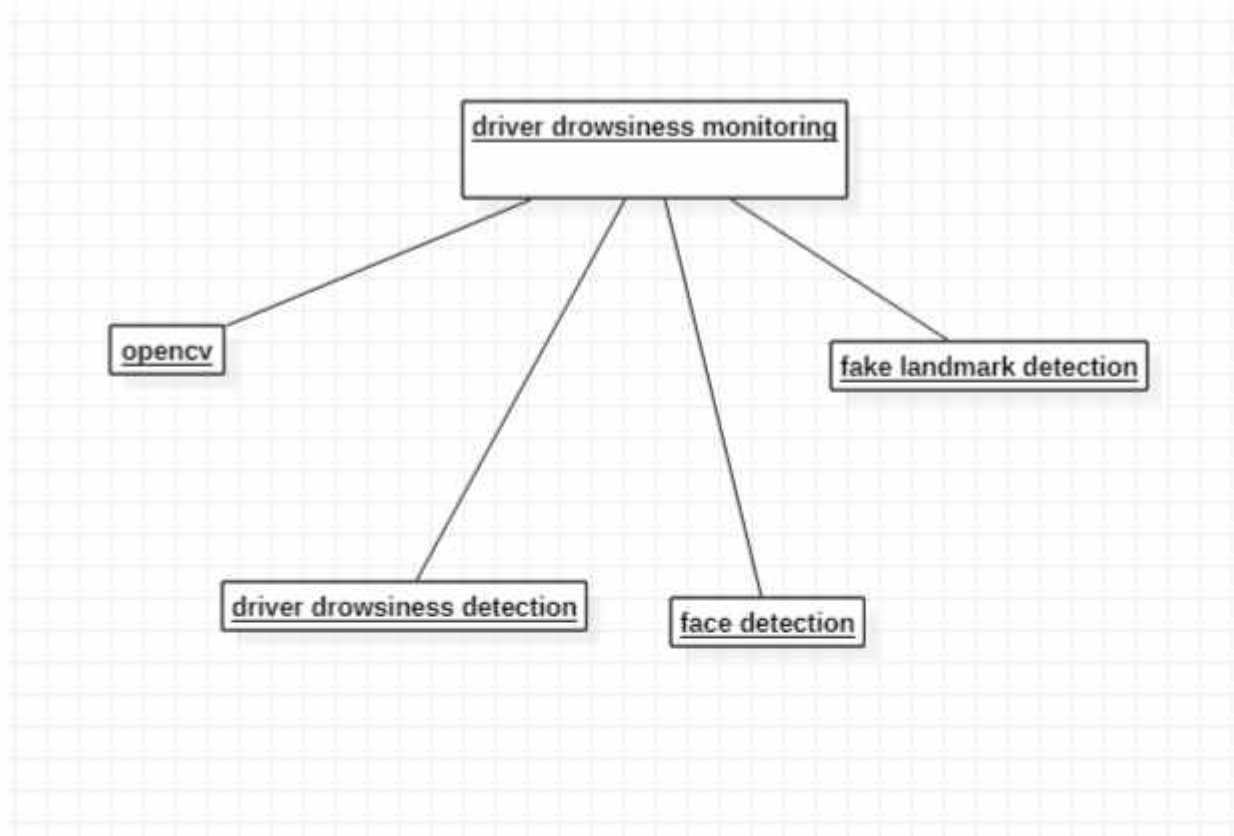 driver drowsiness monitoring
opencv
fake landmark detection
driver drowsiness detection
face detection